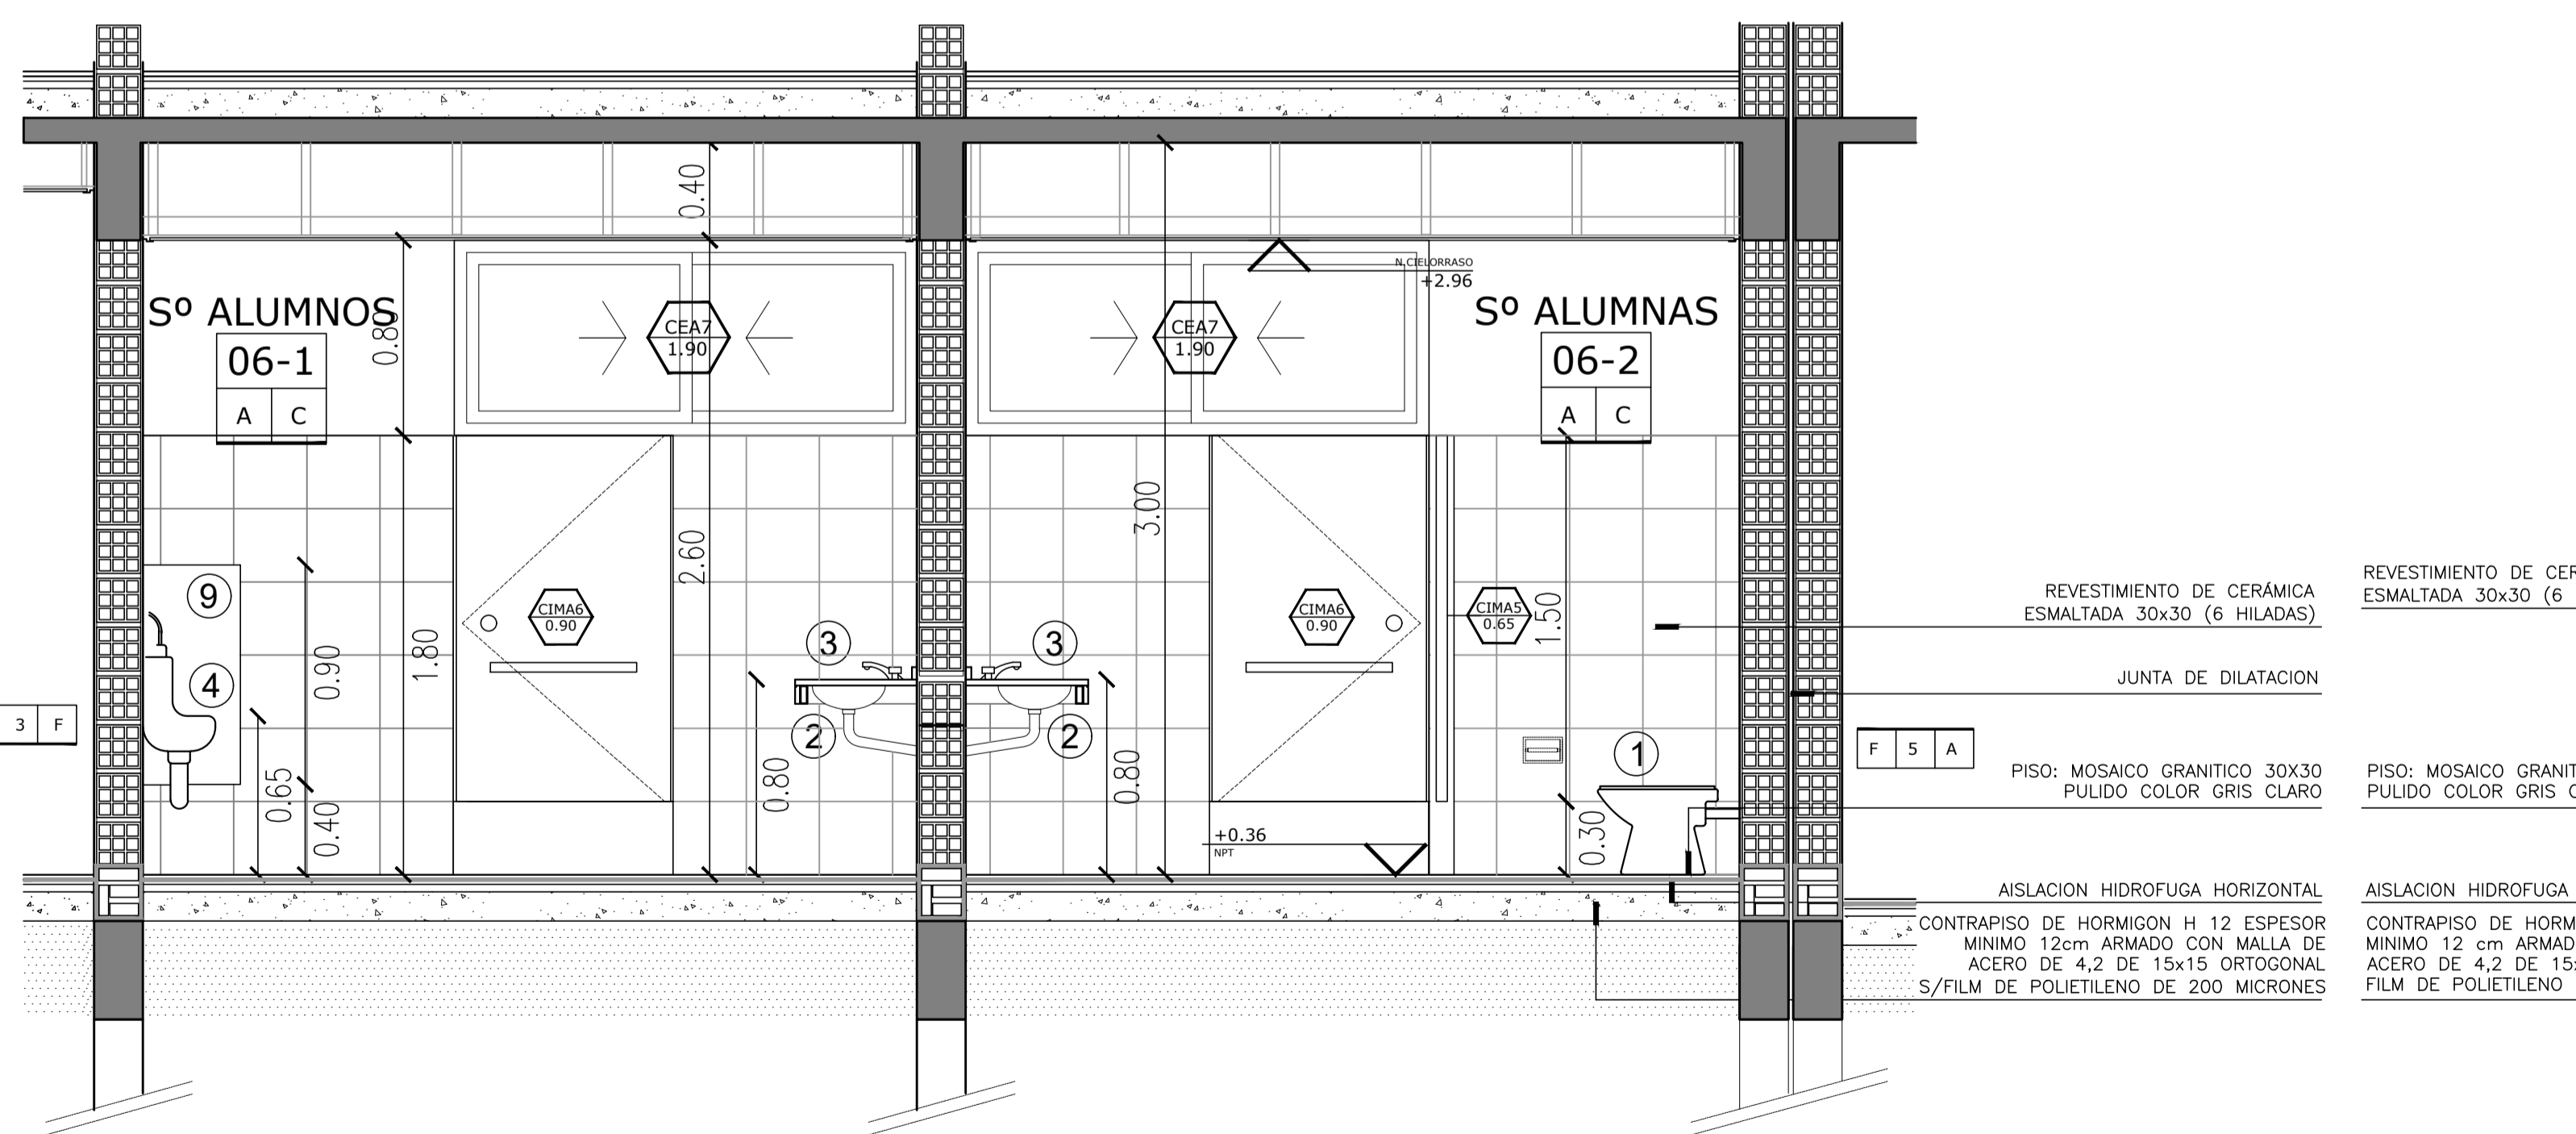 0.40
N.CIELORRASO
+2.96
Sº ALUMNOS
0.80
06-1
A C
CEA7
1.90
CEA7
1.90
Sº ALUMNAS
06-2
A C
2.60
3.00
9
4
0.90
1.80
0.65
0.40
CIMA6
0.90
3
2
0.80
3
2
0.80
CIMA6
0.90
CIMA5
0.65
1.50
1
0.30
+0.36
NPT
3 F
F 5 A
REVESTIMIENTO DE CERÁMICA
ESMALTADA 30x30 (6 HILADAS)
JUNTA DE DILATACION
PISO: MOSAICO GRANITICO 30X30
PULIDO COLOR GRIS CLARO
AISLACION HIDROFUGA HORIZONTAL
CONTRAPISO DE HORMIGON H 12 ESPESOR
MINIMO 12cm ARMADO CON MALLA DE
ACERO DE 4,2 DE 15x15 ORTOGONAL
S/FILM DE POLIETILENO DE 200 MICRONES
REVESTIMIENTO DE
ESMALTADA 30x30 (6
PISO: MOSAICO
PULIDO COLOR GRIS
AISLACION HIDROFUGA
CONTRAPISO DE
MINIMO 12 cm
ACERO DE 4,2 DE
FILM DE POLIETILENO